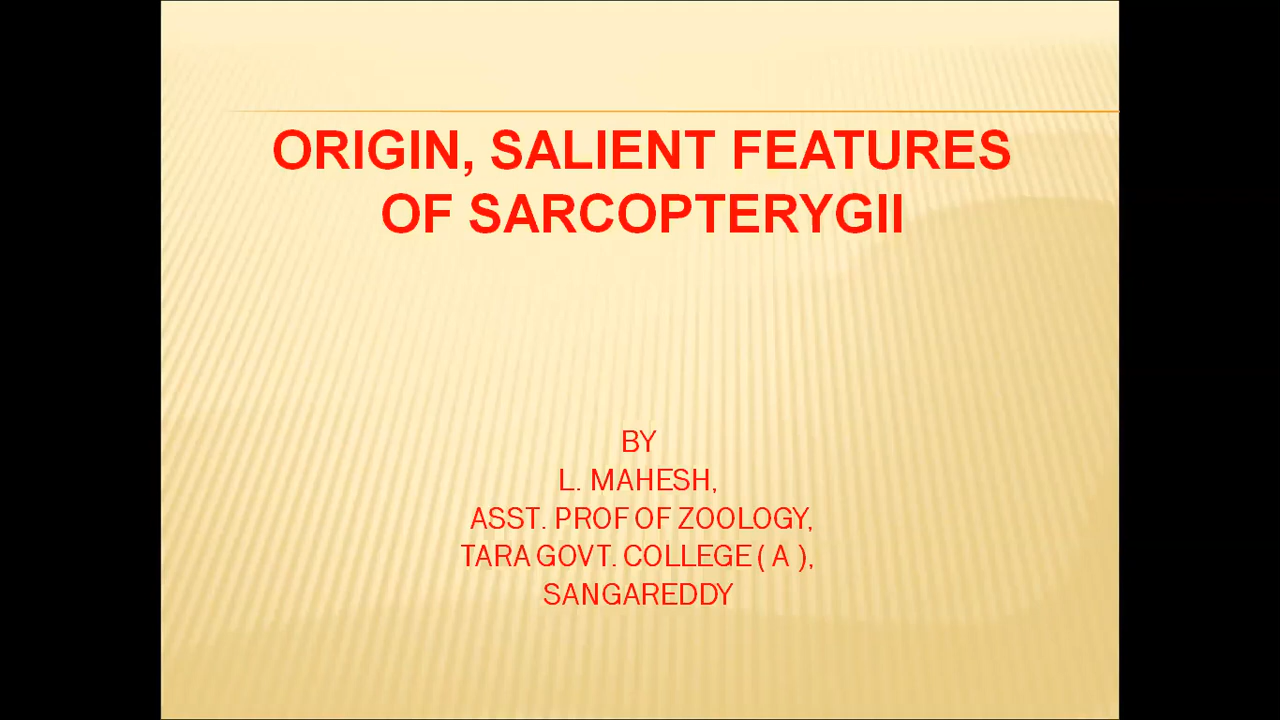 ORIGIN, SALIENT FEATURES
OF SARCOPTERYGII
BY
L. MAHESH,
ASST. PROF OF ZOOLOGY,
TARA GOVT. COLLEGE ( A ),
SANGAREDDY